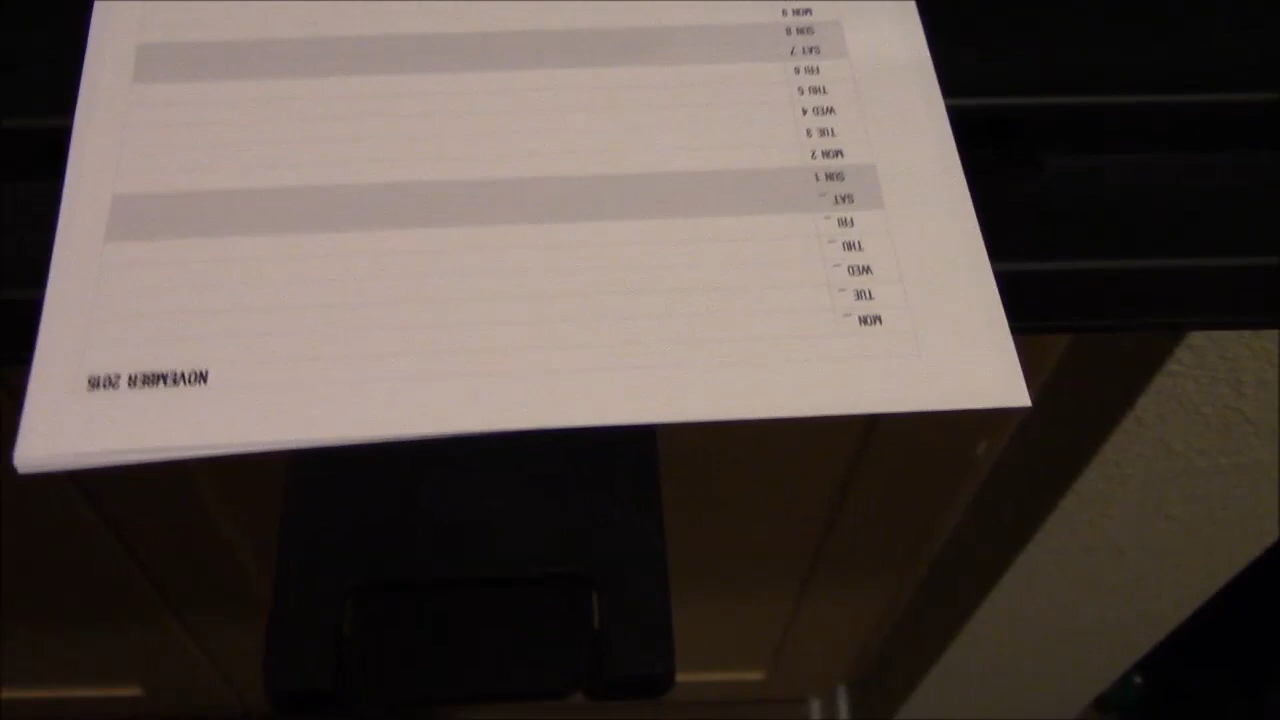 NOVEMBER 2015
MON _
TUE _
WED _
THU _
FRI _
SAT _
SUN 1
MON 2
TUE 3
WED 4
THU 5
FRI 6
SAT 7
SUN 8
MON 9